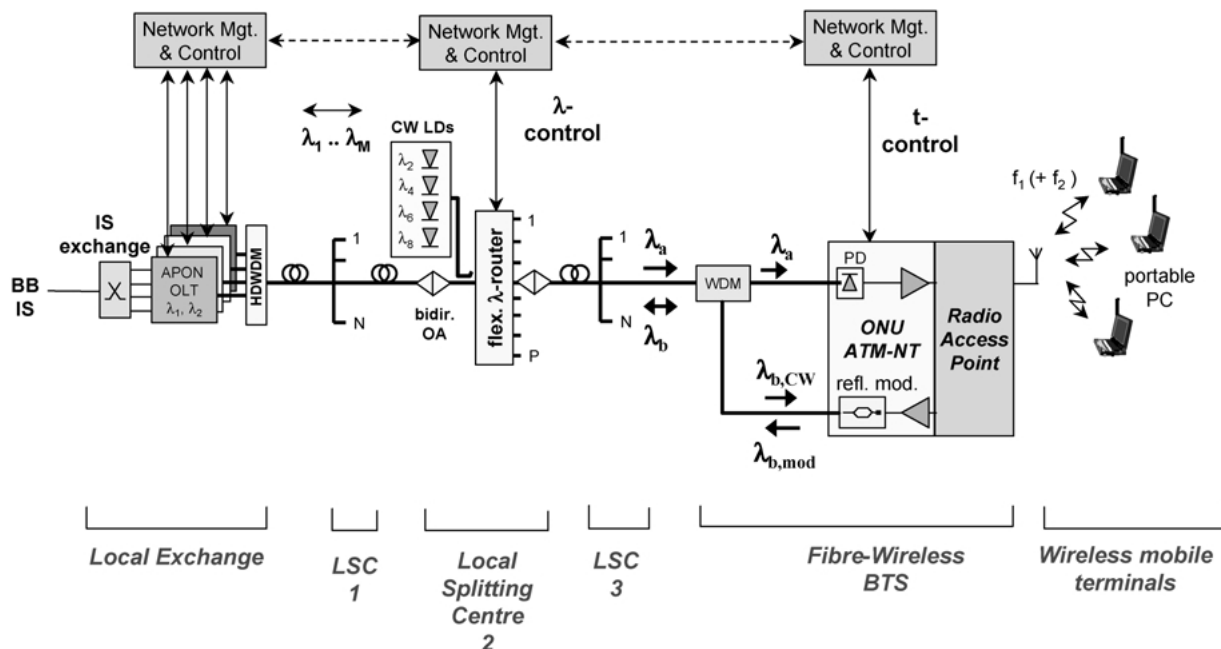 Network Mgt.
& Control
Network Mgt.
& Control
Network Mgt.
& Control
λ1 .. λM
CW LDs
λ2
λ4
λ6
λ8
λ-
control
t-
control
f1 (+ f2)
IS
exchange
BB
IS
APON
OLT
λ1, λ2
HDWDM
1
N
bidir.
OA
flex. λ-router
1
P
1
N
λa
λb
WDM
λa
PD
ONU
ATM-NT
refl. mod.
λb,CW
λb,mod
Radio
Access
Point
portable
PC
Local Exchange
LSC
1
Local
Splitting
Centre
2
LSC
3
Fibre-Wireless
BTS
Wireless mobile
terminals